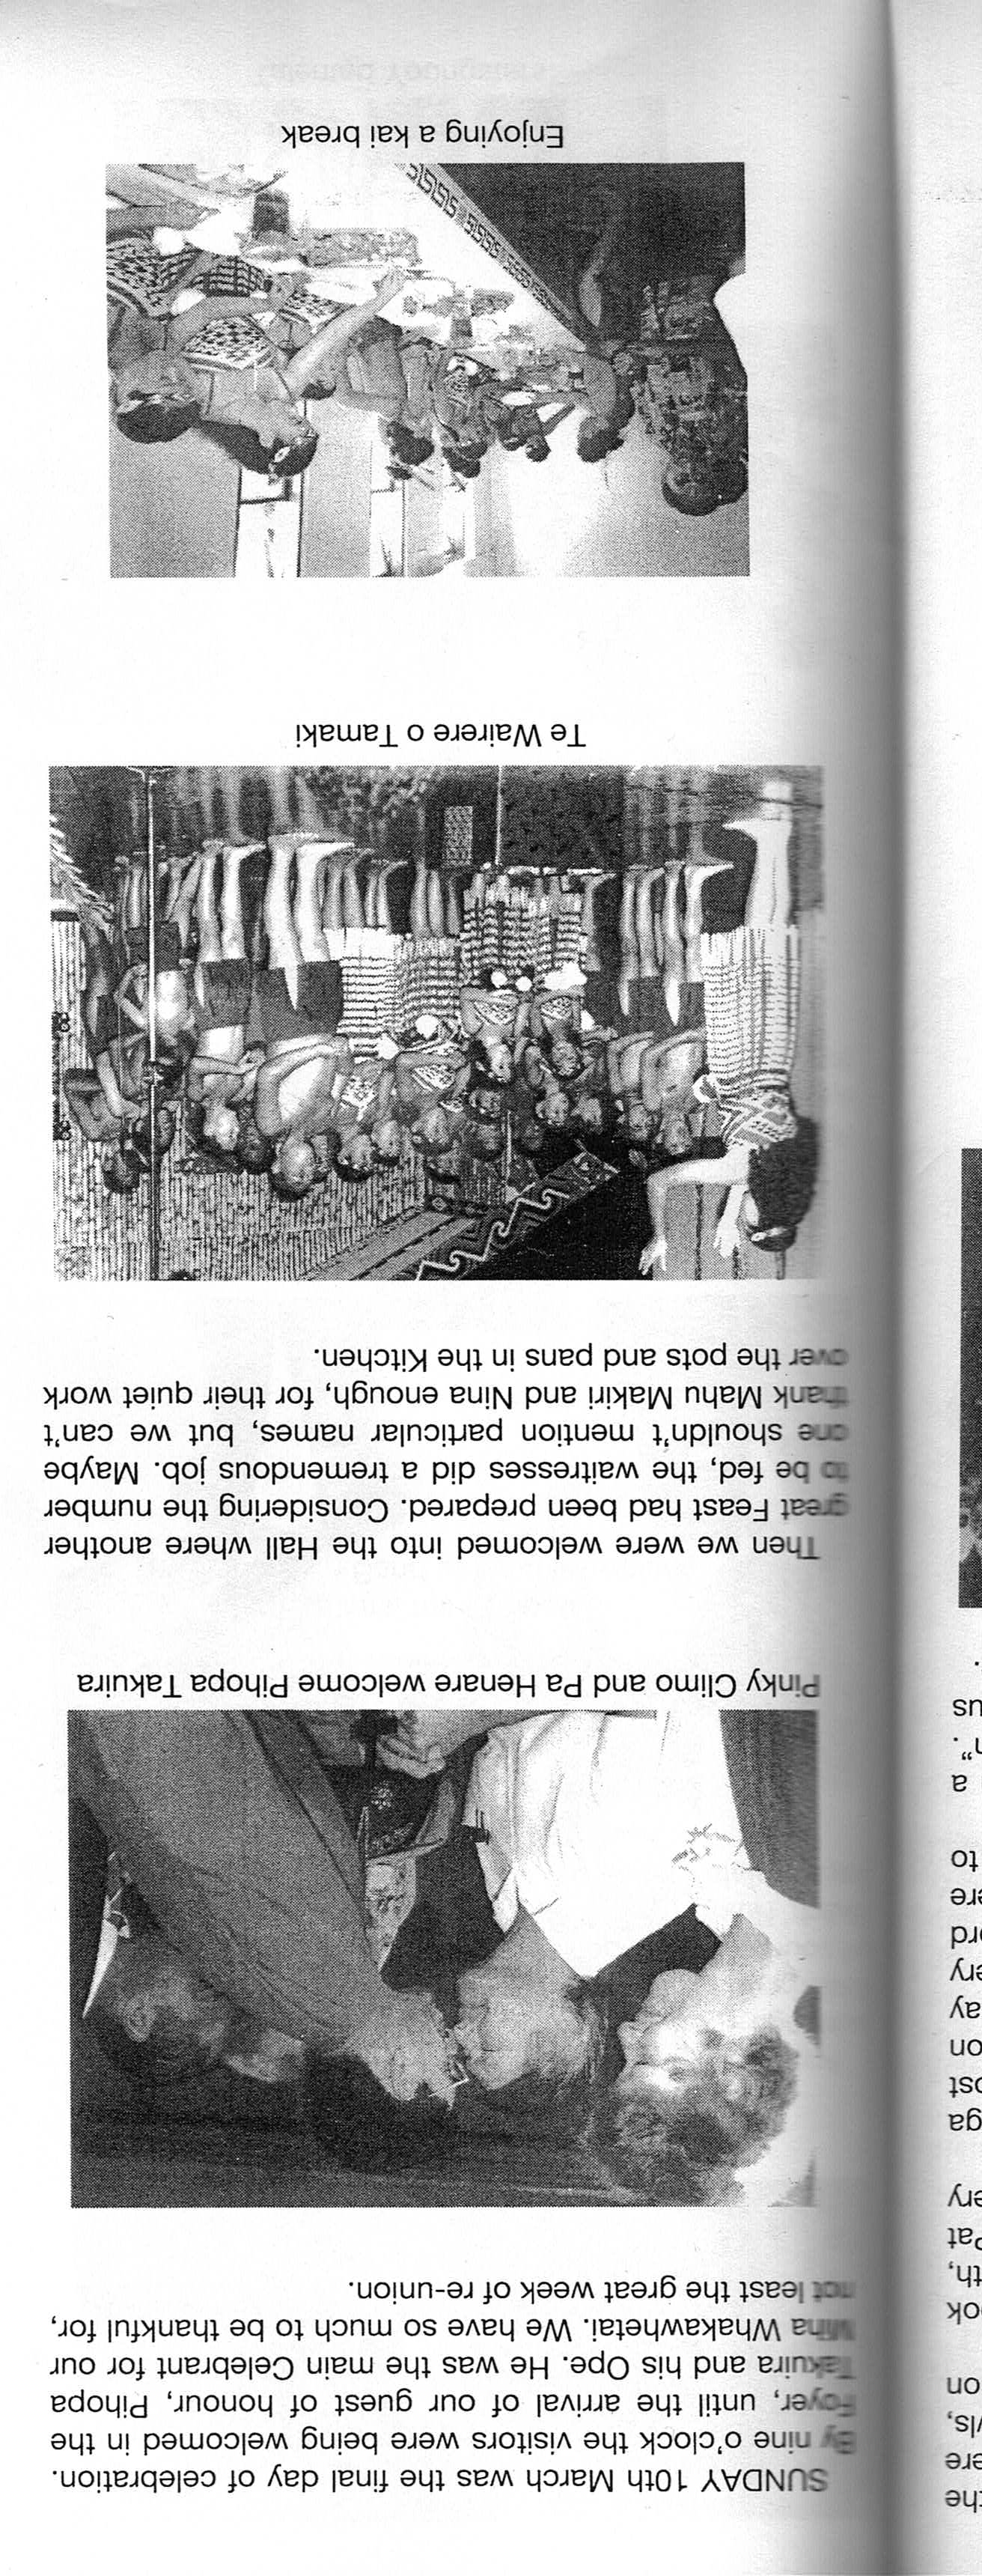 the
ere
ls,
on
ok
th,
Pat
ery
ga
ost
on
ay
ery
ord
ere
to
a
n”.
us
.
SUNDAY 10th March was the final day of celebration.
By nine o’clock the visitors were being welcomed in the
Foyer, until the arrival of our guest of honour, Pihopa
Takuira and his Ope. He was the main Celebrant for our
Miha Whakawhetai. We have so much to be thankful for,
not least the great week of re-union.
Pinky Climo and Pa Henare welcome Pihopa Takuira
Then we were welcomed into the Hall where another
great Feast had been prepared. Considering the number
to be fed, the waitresses did a tremendous job. Maybe
one shouldn’t mention particular names, but we can’t
thank Mahu Makiri and Nina enough, for their quiet work
over the pots and pans in the Kitchen.
Te Wairere o Tamaki
Enjoying a kai break